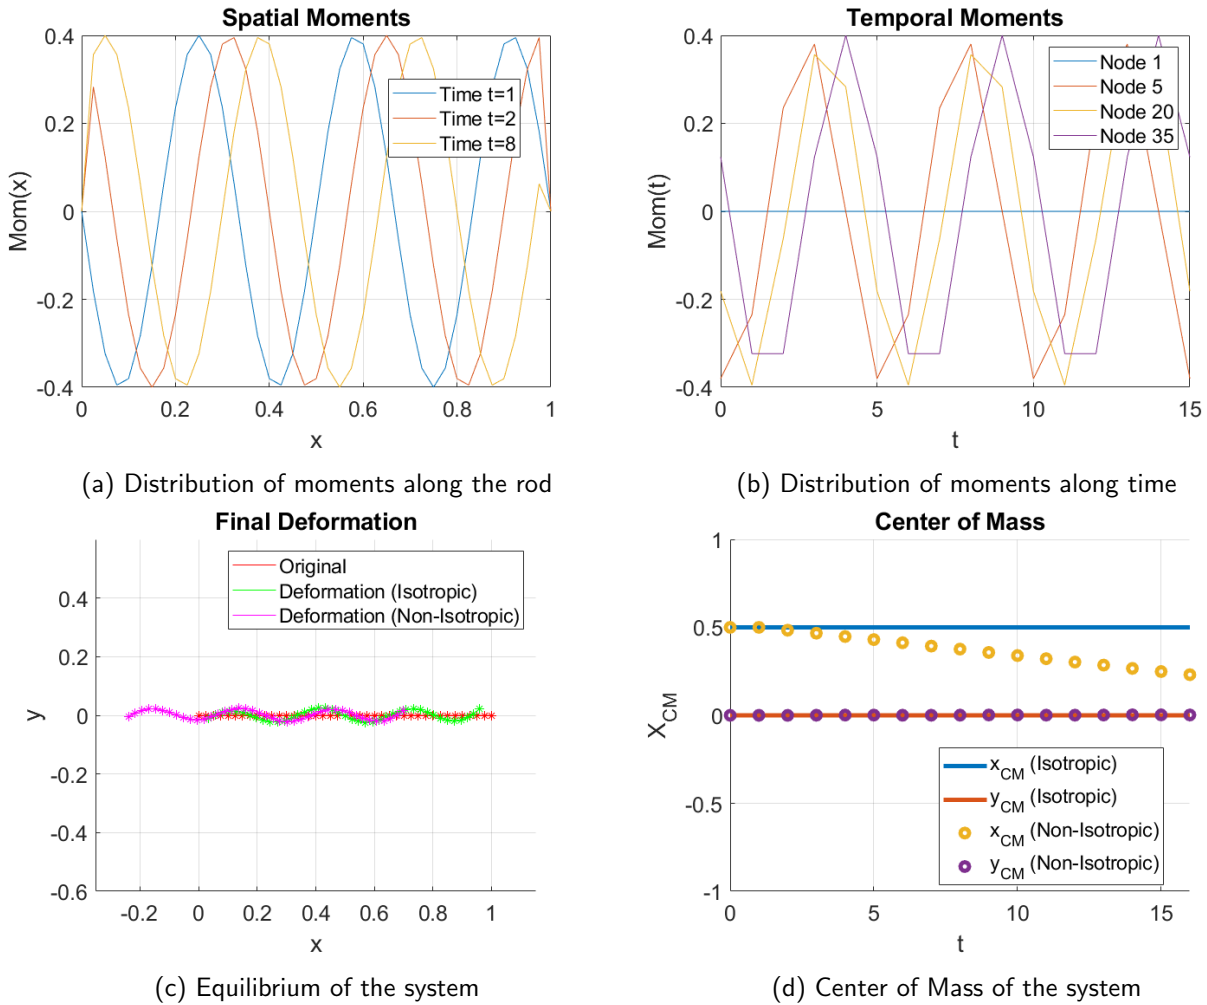 Spatial Moments
0.4
0.2
0
-0.2
-0.4
Mom(x)
Time t=1
Time t=2
Time t=8
0
0.2
0.4
0.6
0.8
1
x
(a) Distribution of moments along the rod
Temporal Moments
0.4
0.2
0
-0.2
-0.4
Mom(t)
Node 1
Node 5
Node 20
Node 35
0
5
10
15
t
(b) Distribution of moments along time
Final Deformation
0.4
0.2
0
-0.2
-0.4
-0.6
y
Original
Deformation (Isotropic)
Deformation (Non-Isotropic)
-0.2
0
0.2
0.4
0.6
0.8
1
x
(c) Equilibrium of the system
Center of Mass
1
0.5
0
-0.5
-1
X_CM
x_CM (Isotropic)
y_CM (Isotropic)
x_CM (Non-Isotropic)
y_CM (Non-Isotropic)
0
5
10
15
t
(d) Center of Mass of the system